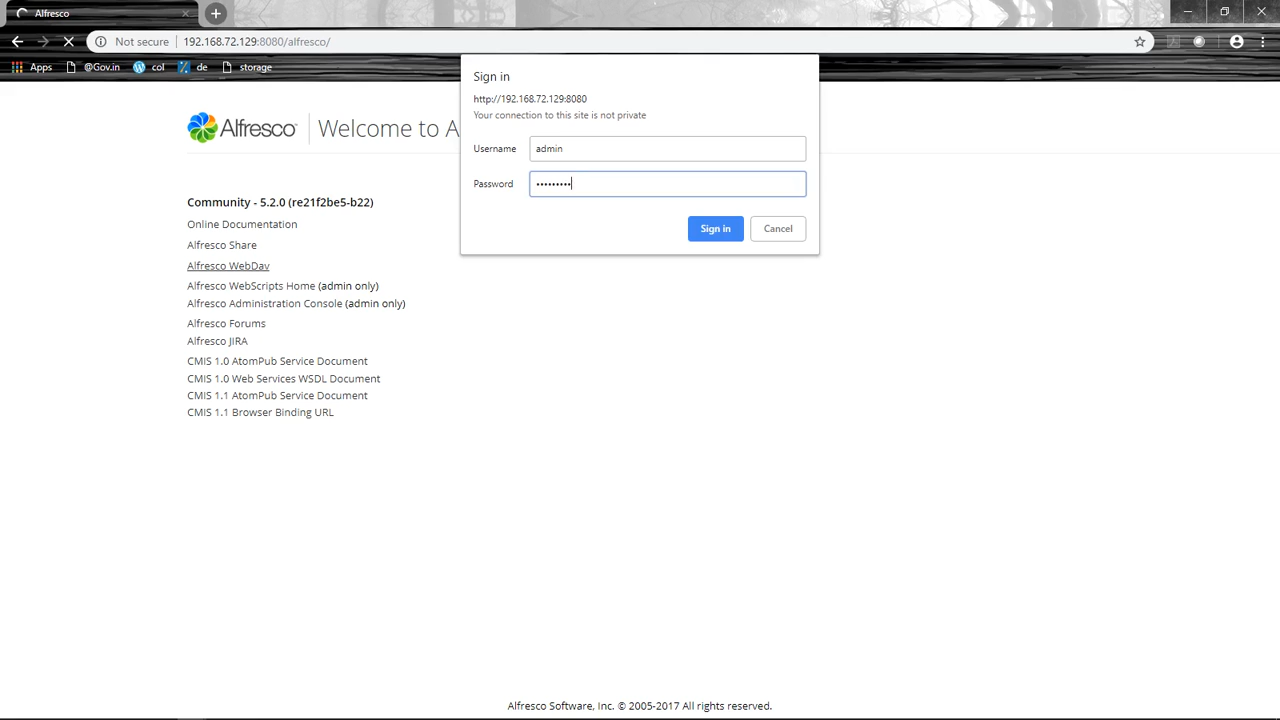 Alfresco
Not secure
192.168.72.129:8080/alfresco/
Apps
@Gov.in
col
de
storage
Alfresco
Welcome to A
Sign in
http://192.168.72.129:8080
Your connection to this site is not private
Username
admin
Password
•••••••••
Sign in
Cancel
Community - 5.2.0 (re21f2be5-b22)
Online Documentation
Alfresco Share
Alfresco WebDav
Alfresco WebScripts Home (admin only)
Alfresco Administration Console (admin only)
Alfresco Forums
Alfresco JIRA
CMIS 1.0 AtomPub Service Document
CMIS 1.0 Web Services WSDL Document
CMIS 1.1 AtomPub Service Document
CMIS 1.1 Browser Binding URL
Alfresco Software, Inc. © 2005-2017 All rights reserved.